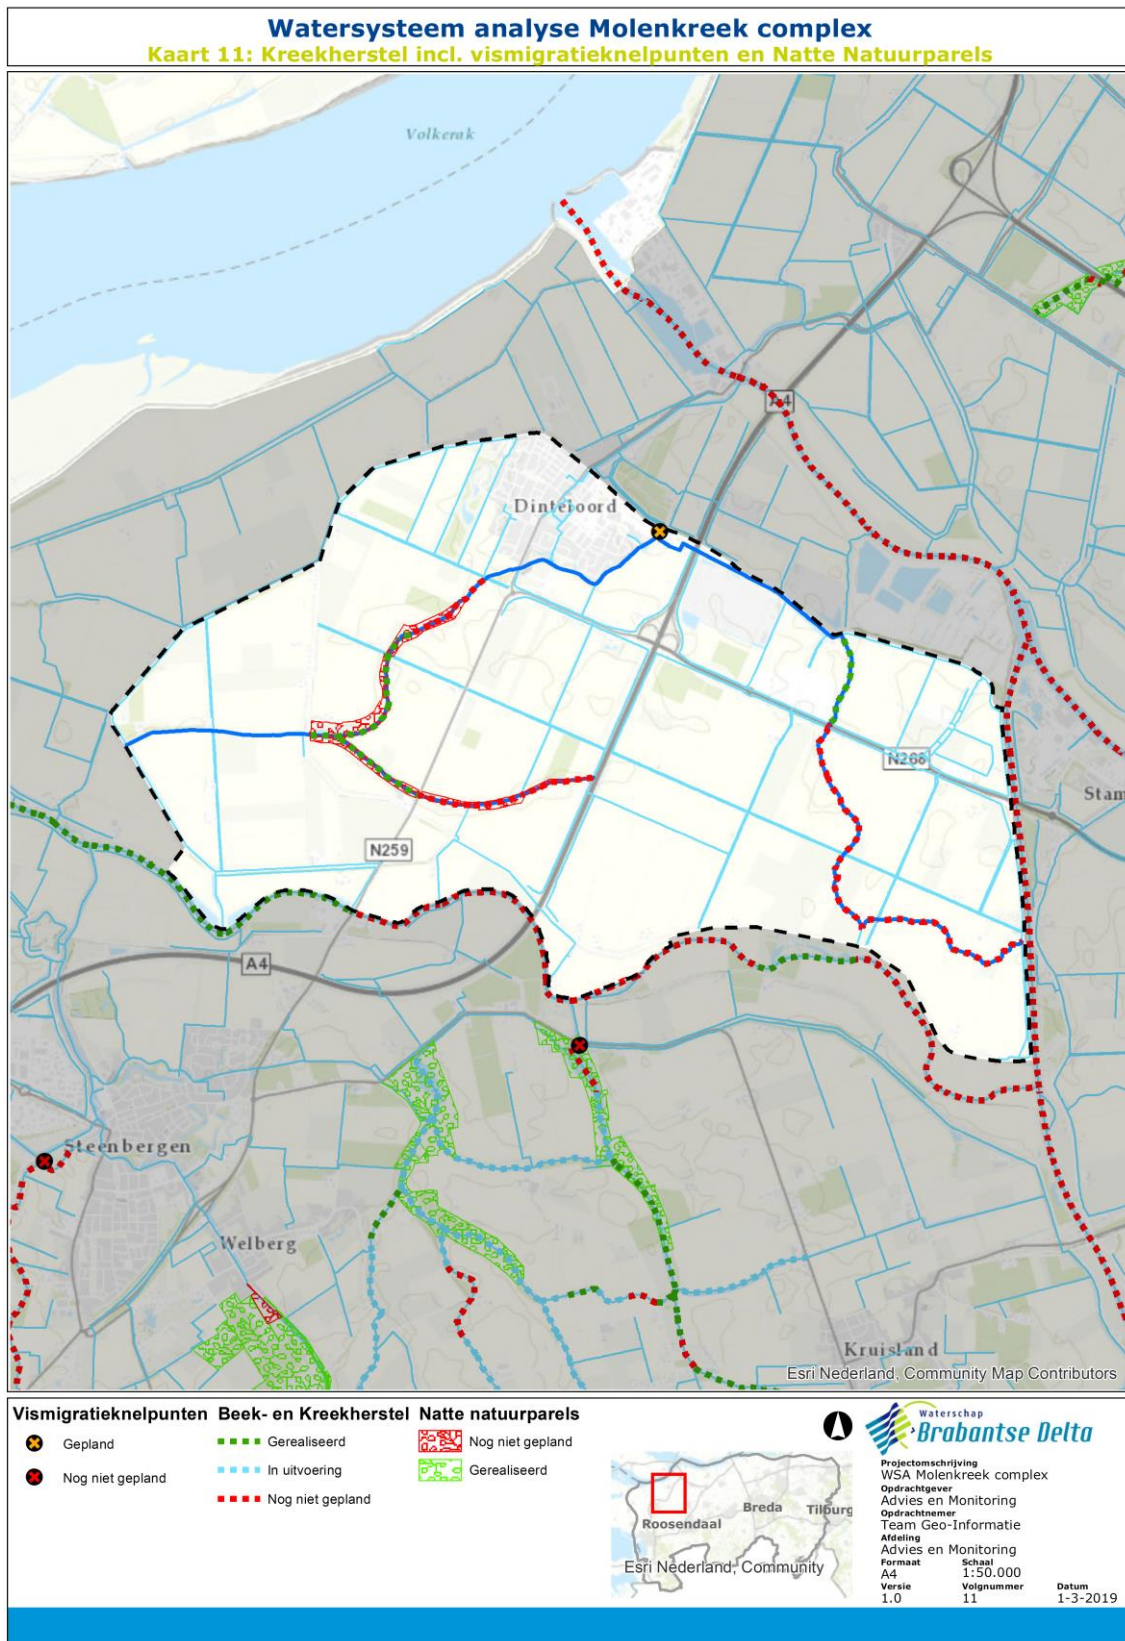 Watersysteem analyse Molenkreek complex
Kaart 11: Kreekherstel incl. vismigratieknelpunten en Natte Natuurparels
Volkerak
A4
Dinteloord
N268
Stam
N259
A4
Steenbergen
Welberg
Kruisland
Esri Nederland, Community Map Contributors
Vismigratieknelpunten
Gepland
Nog niet gepland
Beek- en Kreekherstel
Gerealiseerd
In uitvoering
Nog niet gepland
Natte natuurparels
Nog niet gepland
Gerealiseerd
Breda
Tilburg
Roosendaal
Esri Nederland, Community
Waterschap
Brabantse Delta
Projectomschrijving
WSA Molenkreek complex
Opdrachtgever
Advies en Monitoring
Opdrachtnemer
Team Geo-Informatie
Afdeling
Advies en Monitoring
Formaat Schaal
A4 1:50.000
Versie Volgnummer Datum
1.0 11 1-3-2019